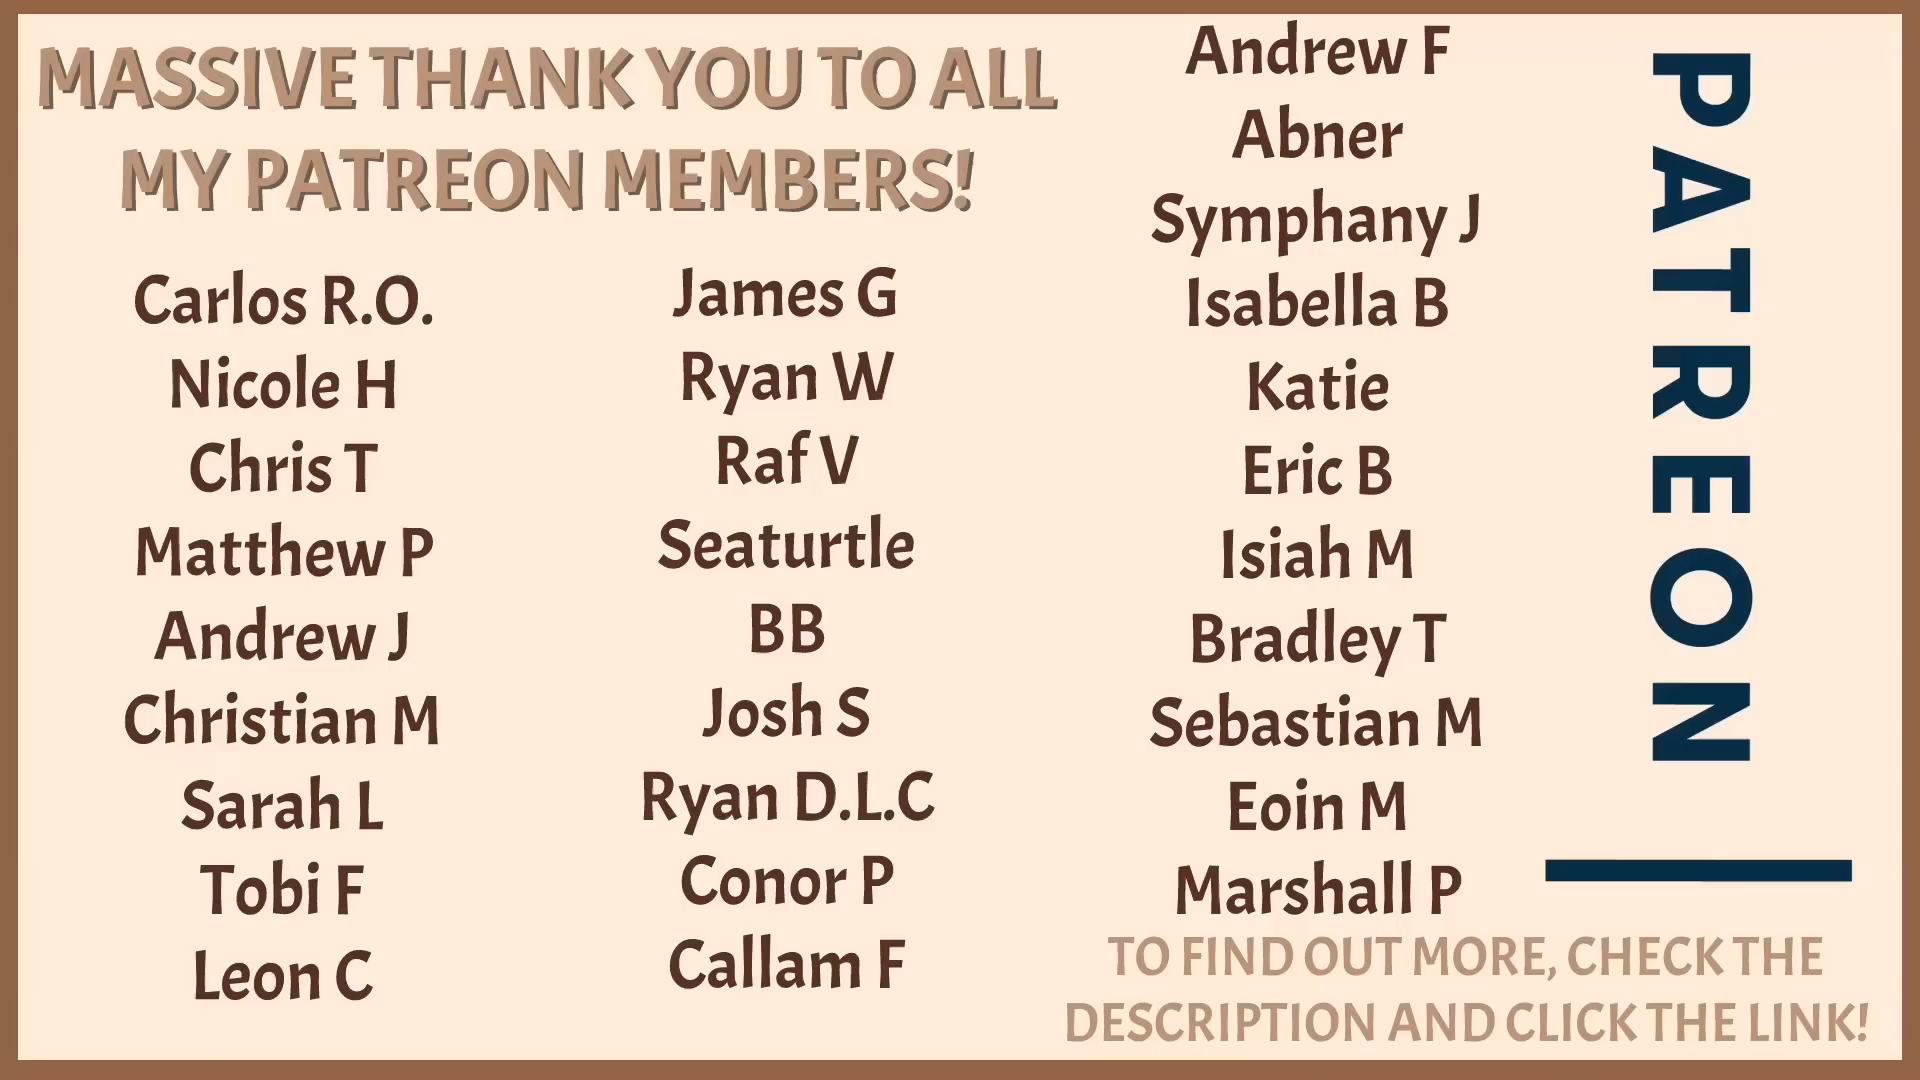 MASSIVE THANK YOU TO ALL
MY PATREON MEMBERS!
Carlos R.O.
Nicole H
Chris T
Matthew P
Andrew J
Christian M
Sarah L
Tobi F
Leon C
James G
Ryan W
Raf V
Seaturtle
BB
Josh S
Ryan D.L.C
Conor P
Callam F
Andrew F
Abner
Symphany J
Isabella B
Katie
Eric B
Isiah M
Bradley T
Sebastian M
Eoin M
Marshall P
PATREON
TO FIND OUT MORE, CHECK THE
DESCRIPTION AND CLICK THE LINK!